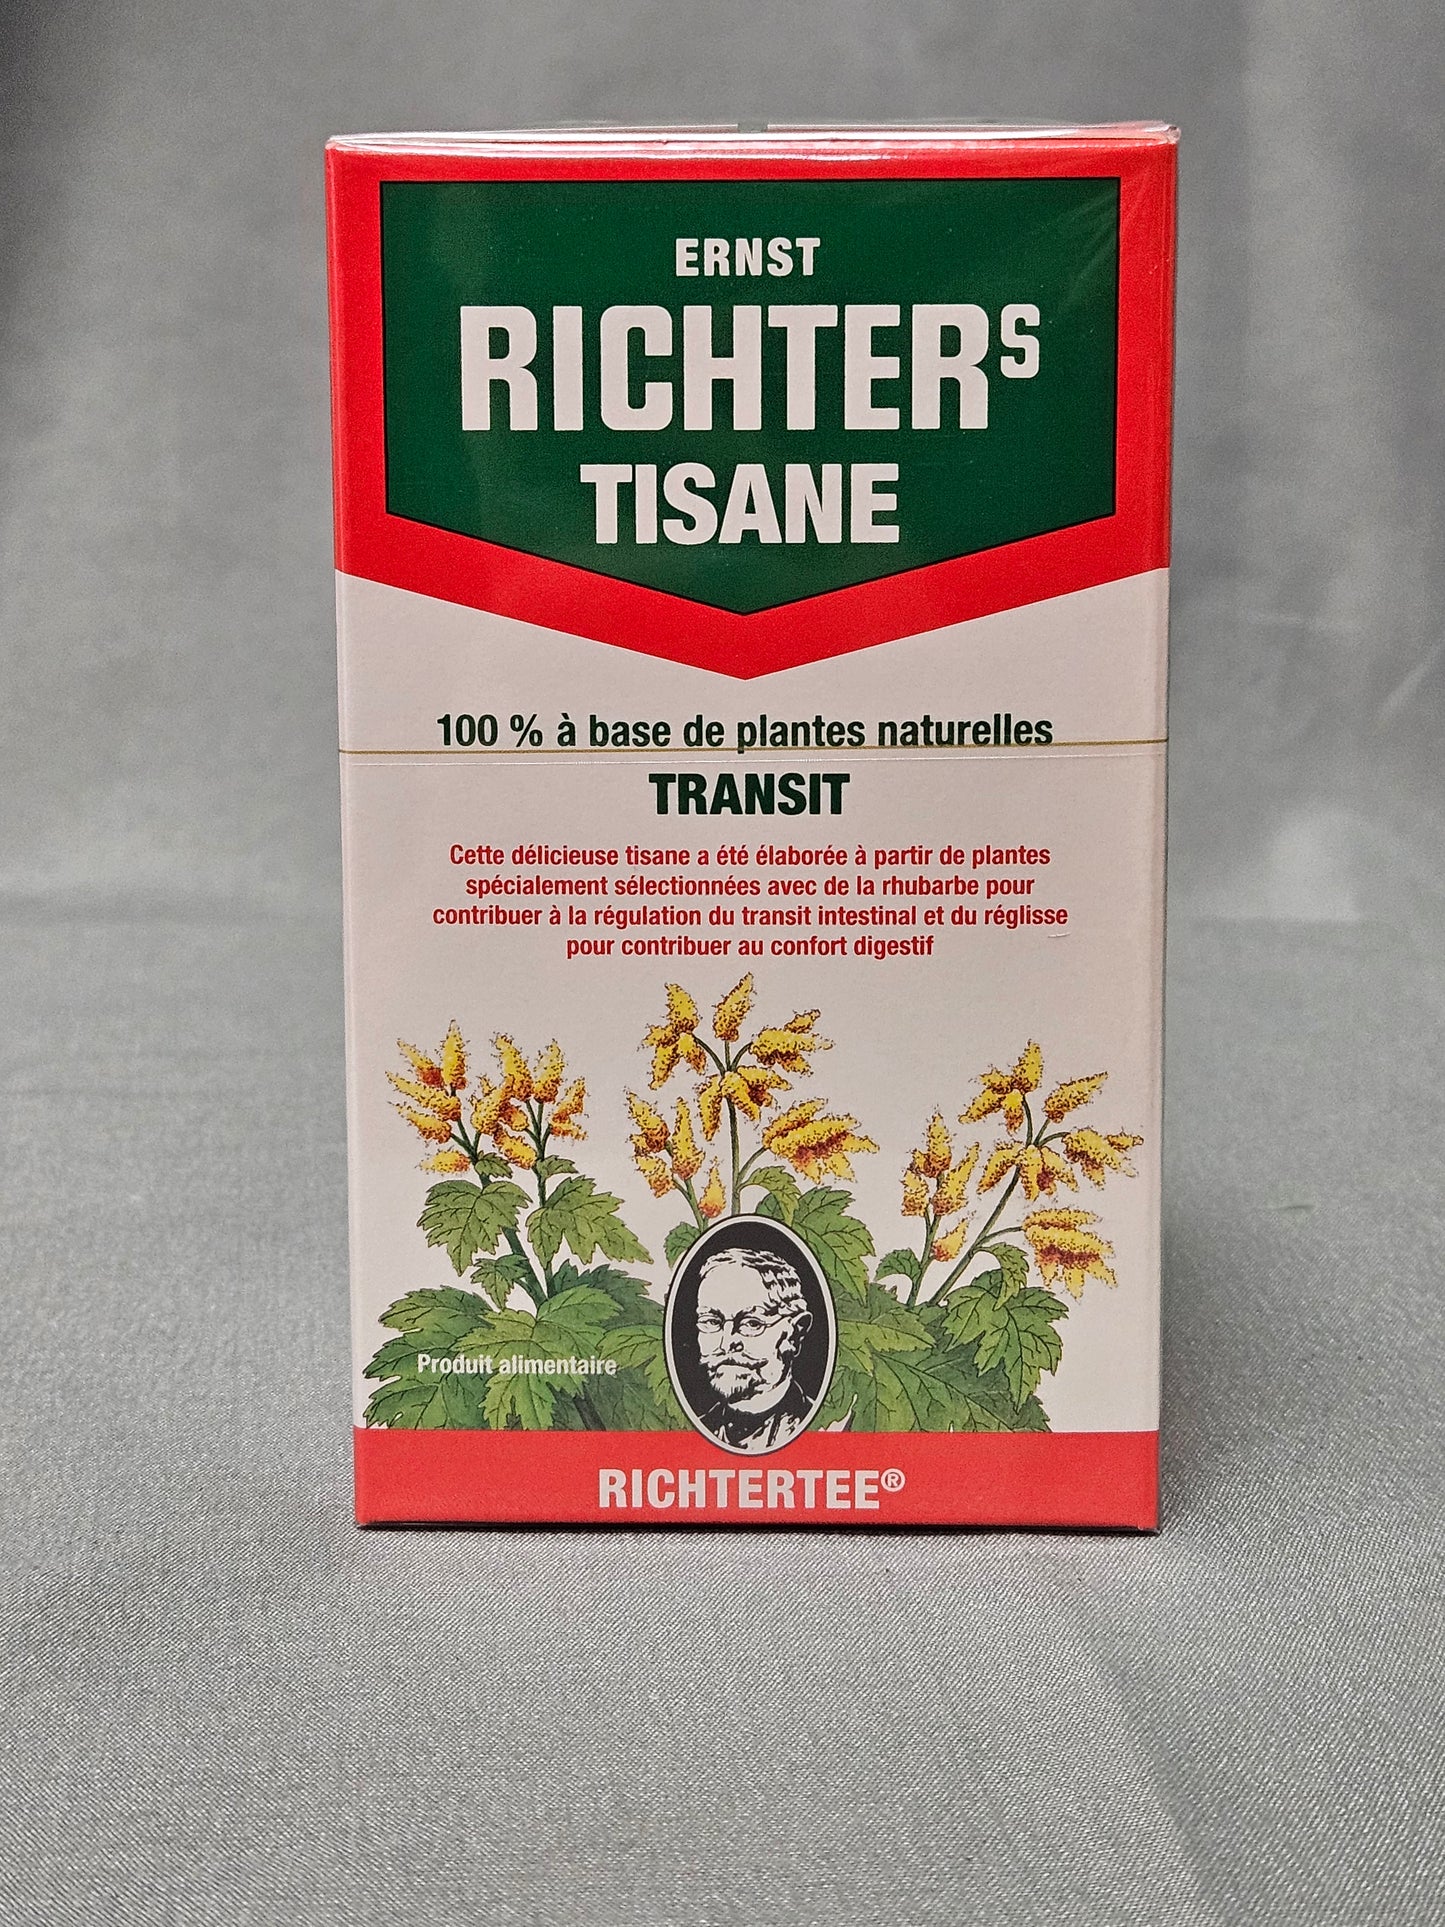 ERNST
RICHTERS
TISANE
100 % à base de plantes naturelles
TRANSIT
Cette délicieuse tisane a été élaborée à partir de plantes
spécialement sélectionnées avec de la rhubarbe pour
contribuer à la régulation du transit intestinal et du réglisse
pour contribuer au confort digestif
Produit alimentaire
RICHTERTEE®